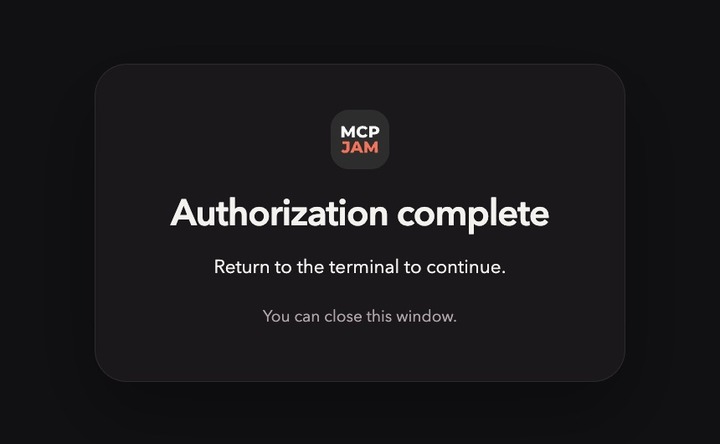 MCP
JAM
Authorization complete
Return to the terminal to continue.
You can close this window.